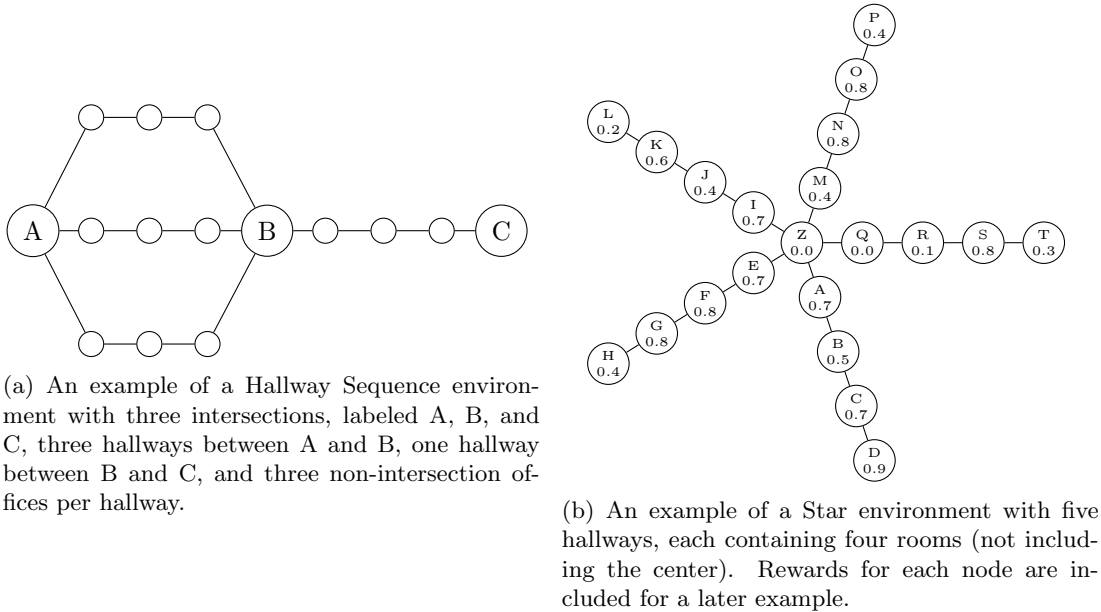 A
B
C
(a) An example of a Hallway Sequence environ-
ment with three intersections, labeled A, B, and
C, three hallways between A and B, one hallway
between B and C, and three non-intersection of-
fices per hallway.
P
0.4
O
0.8
N
0.8
M
0.4
L
0.2
K
0.6
J
0.4
I
0.7
Z
0.0
Q
0.0
R
0.1
S
0.8
T
0.3
E
0.7
F
0.8
G
0.8
H
0.4
A
0.7
B
0.5
C
0.7
D
0.9
(b) An example of a Star environment with five
hallways, each containing four rooms (not includ-
ing the center). Rewards for each node are in-
cluded for a later example.